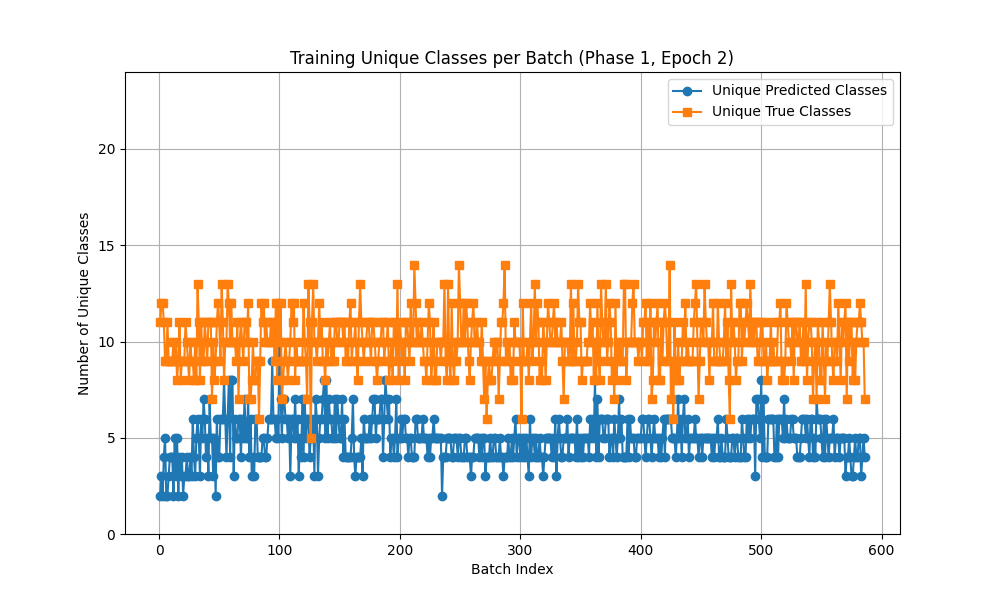 Training Unique Classes per Batch (Phase 1, Epoch 2)
Unique Predicted Classes
Unique True Classes
Number of Unique Classes
20
15
10
5
0
0 100 200 300 400 500 600
Batch Index